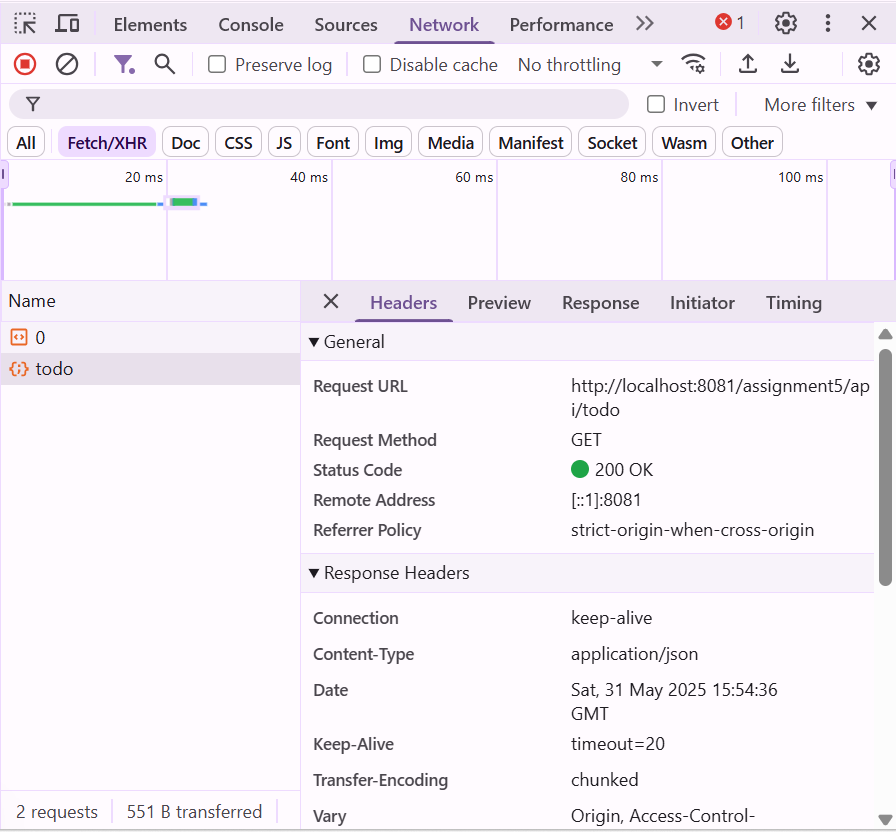 Elements Console Sources Network Performance 1
Preserve log Disable cache No throttling
Invert More filters
All Fetch/XHR Doc CSS JS Font Img Media Manifest Socket Wasm Other
20 ms 40 ms 60 ms 80 ms 100 ms
Name
0
todo
Headers Preview Response Initiator Timing
General
Request URL http://localhost:8081/assignment5/ap
i/todo
Request Method GET
Status Code 200 OK
Remote Address [::1]:8081
Referrer Policy strict-origin-when-cross-origin
Response Headers
Connection keep-alive
Content-Type application/json
Date Sat, 31 May 2025 15:54:36
GMT
Keep-Alive timeout=20
Transfer-Encoding chunked
Vary Origin, Access-Control-
2 requests 551 B transferred